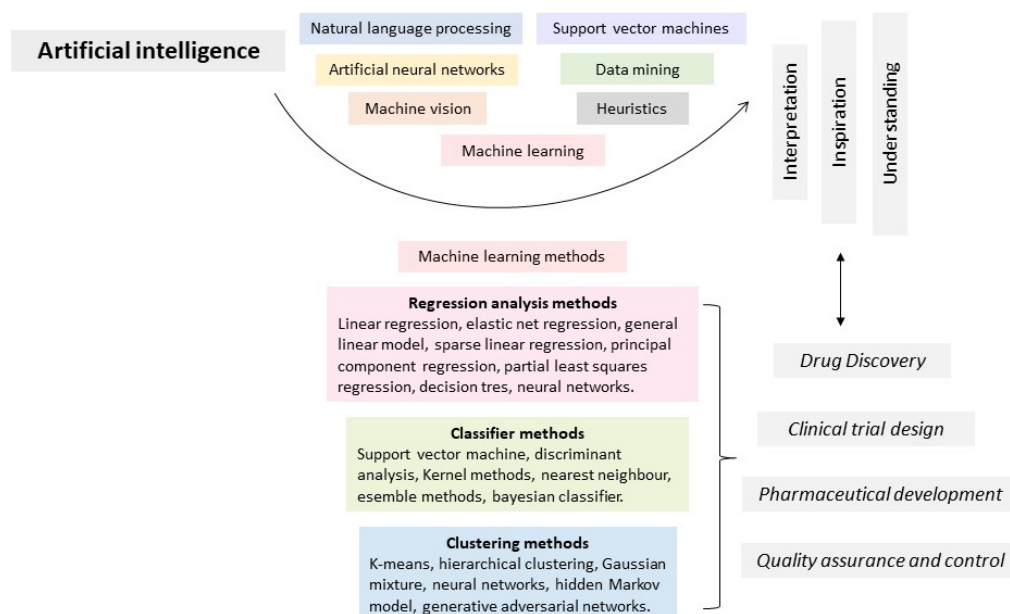 Artificial intelligence
Natural language processing
Support vector machines
Artificial neural networks
Data mining
Machine vision
Heuristics
Machine learning
Interpretation
Inspiration
Understanding
Machine learning methods
Regression analysis methods
Linear regression, elastic net regression, general
linear model, sparse linear regression, principal
component regression, partial least squares
regression, decision tres, neural networks.
Classifier methods
Support vector machine, discriminant
analysis, Kernel methods, nearest neighbour,
esemble methods, bayesian classifier.
Clustering methods
K-means, hierarchical clustering, Gaussian
mixture, neural networks, hidden Markov
model, generative adversarial networks.
Drug Discovery
Clinical trial design
Pharmaceutical development
Quality assurance and control